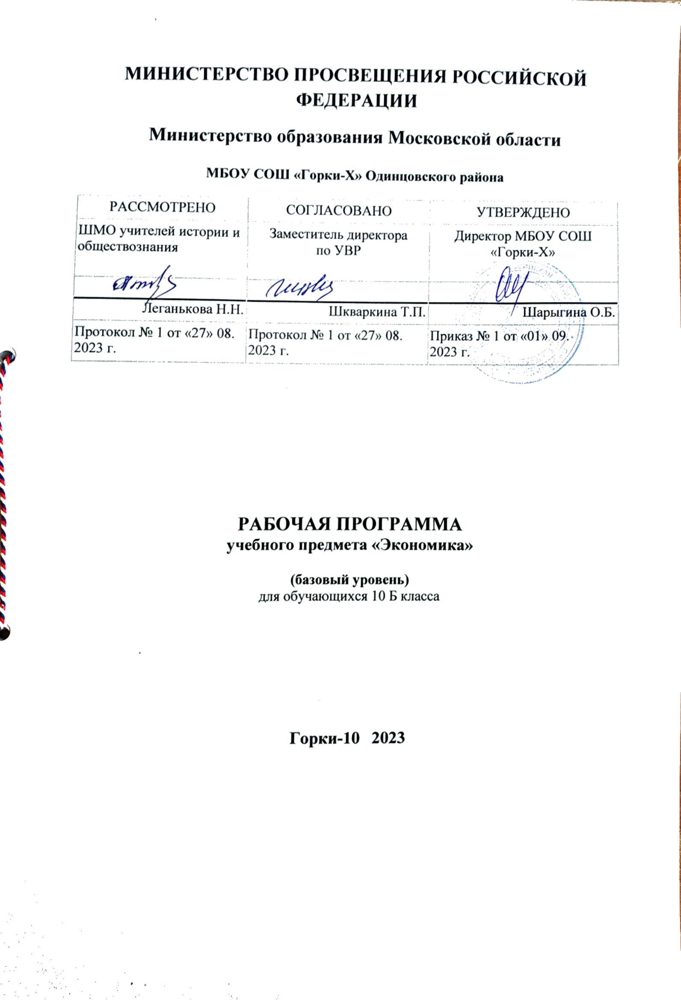 МИНИСТЕРСТВО ПРОСВЕЩЕНИЯ РОССИЙСКОЙ
ФЕДЕРАЦИИ
Министерство образования Московской области
МБОУ СОШ «Горки-Х» Одинцовского района
РАССМОТРЕНО
ШМО учителей истории и
обществознания
Леганькова Н.Н.
Протокол № 1 от «27» 08.
2023 г.
СОГЛАСОВАНО
Заместитель директора
по УВР
Шкваркина Т.П.
Протокол № 1 от «27» 08.
2023 г.
УТВЕРЖДЕНО
Директор МБОУ СОШ
«Горки-Х»
Шарыгина О.Б.
Приказ № 1 от «01» 09.
2023 г.
РАБОЧАЯ ПРОГРАММА
учебного предмета «Экономика»
(базовый уровень)
для обучающихся 10 Б класса
Горки-10 2023